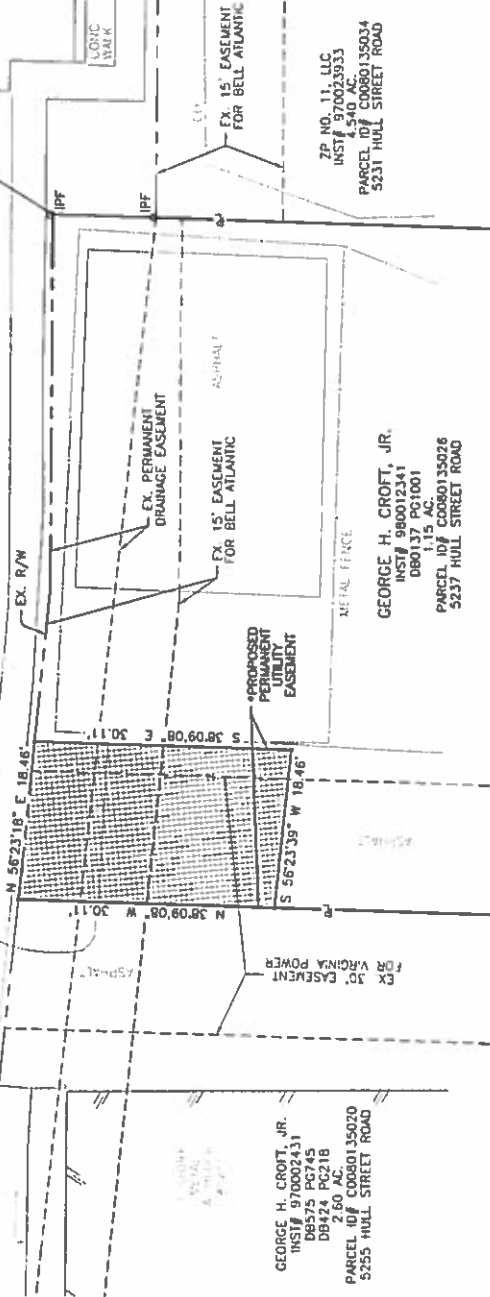 CONC
WALK
EX. 15' EASEMENT
FOR BELL ATLANTIC
ZP NO. 11, LLC
INST# 970023933
4.540 AC.
PARCEL ID# C0080135034
5231 HULL STREET ROAD
IPF
IPF
EX. R/W
EX. PERMANENT
DRAINAGE EASEMENT
EX. 15' EASEMENT
FOR BELL ATLANTIC
ASPHALT
METAL FENCE
GEORGE H. CROFT, JR.
INST# 980012341
DB0137 PG1001
1.15 AC.
PARCEL ID# C0080135026
5237 HULL STREET ROAD
*PROPOSED
PERMANENT
UTILITY
EASEMENT
N 56°23'18" E 18.46'
S 38°09'08" E 30.11'
S 56°23'39" W 18.46'
N 38°09'08" W 30.11'
ASPHALT
ASPHALT
EX 30' EASEMENT
FOR VIRGINIA POWER
GEORGE H. CROFT, JR.
INST# 970002431
DB575 PG745
DB424 PG218
2.60 AC.
PARCEL ID# C0080135020
5255 HULL STREET ROAD